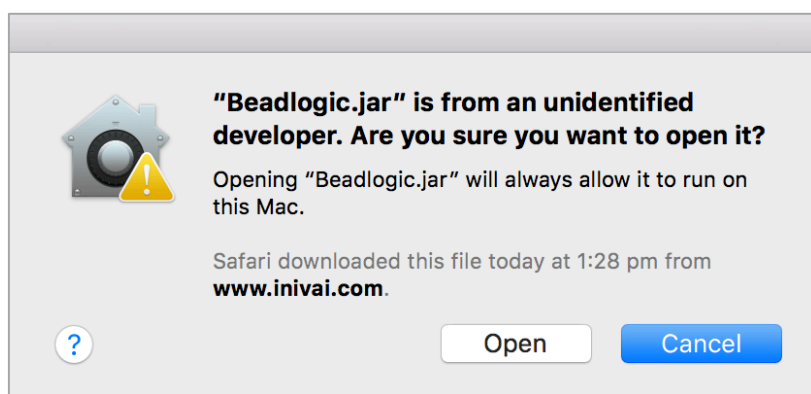 “Beadlogic.jar” is from an unidentified
developer. Are you sure you want to open it?
Opening “Beadlogic.jar” will always allow it to run on
this Mac.
Safari downloaded this file today at 1:28 pm from
www.inivai.com.
?
Open
Cancel